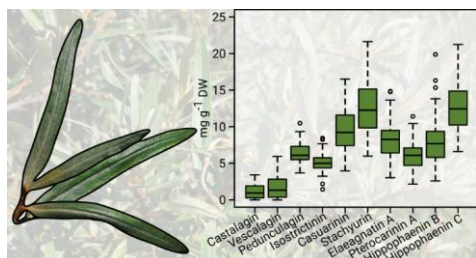 25
20
15
10
5
0
mg g-1 DW
Castalagin
Vescalagin
Pedunculagin
Isostrictinin
Casuarinin
Stachyurin
Elaeagnatin A
Pterocarinin A
Hippophaenin B
Hippophaenin C